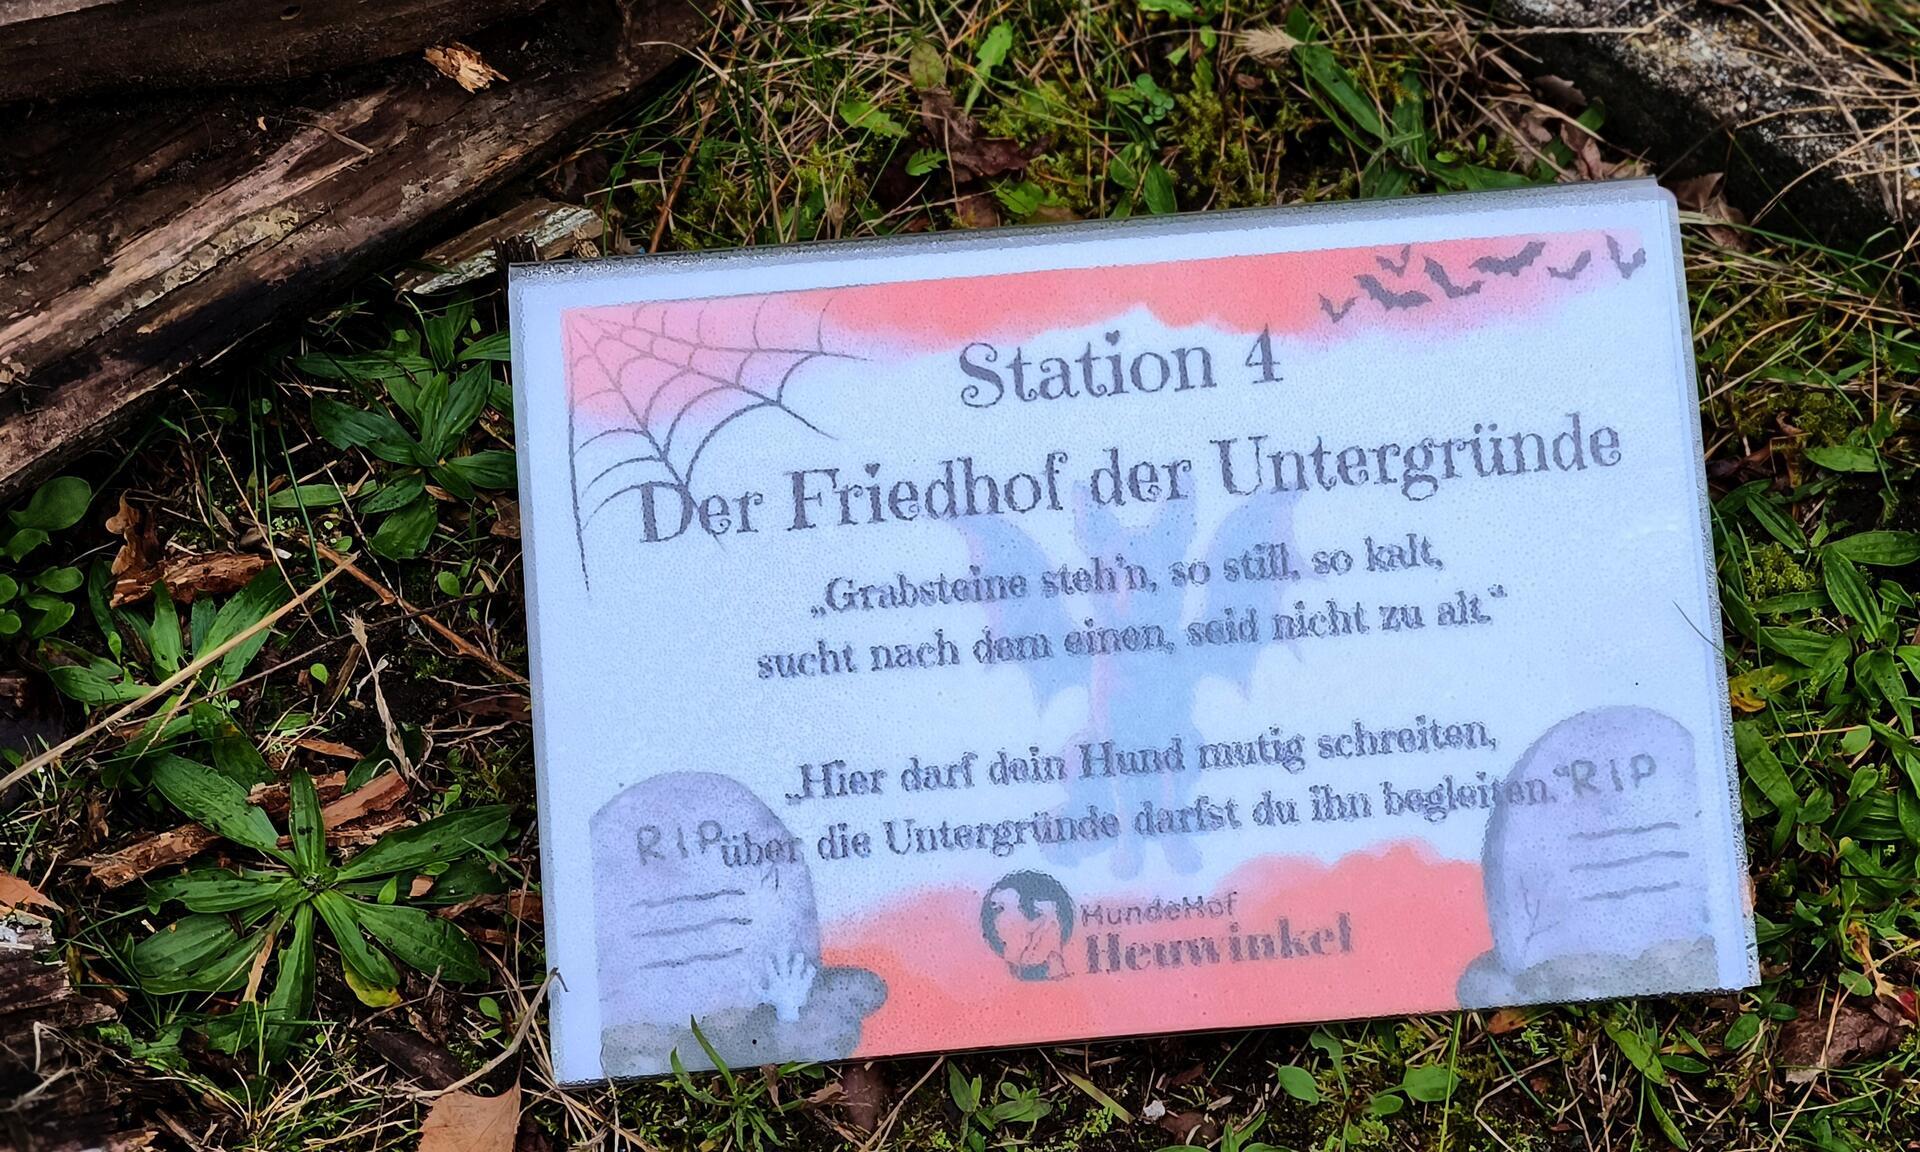 Station 4
Der Friedhof der Untergründe
„Grabsteine steh'n, so still, so kalt,
sucht nach dem einen, seid nicht zu alt.“
„Hier darf dein Hund mutig schreiten,
über die Untergründe darfst du ihn begleiten.“
RIP
RIP
HundeHof
Heuwinkel